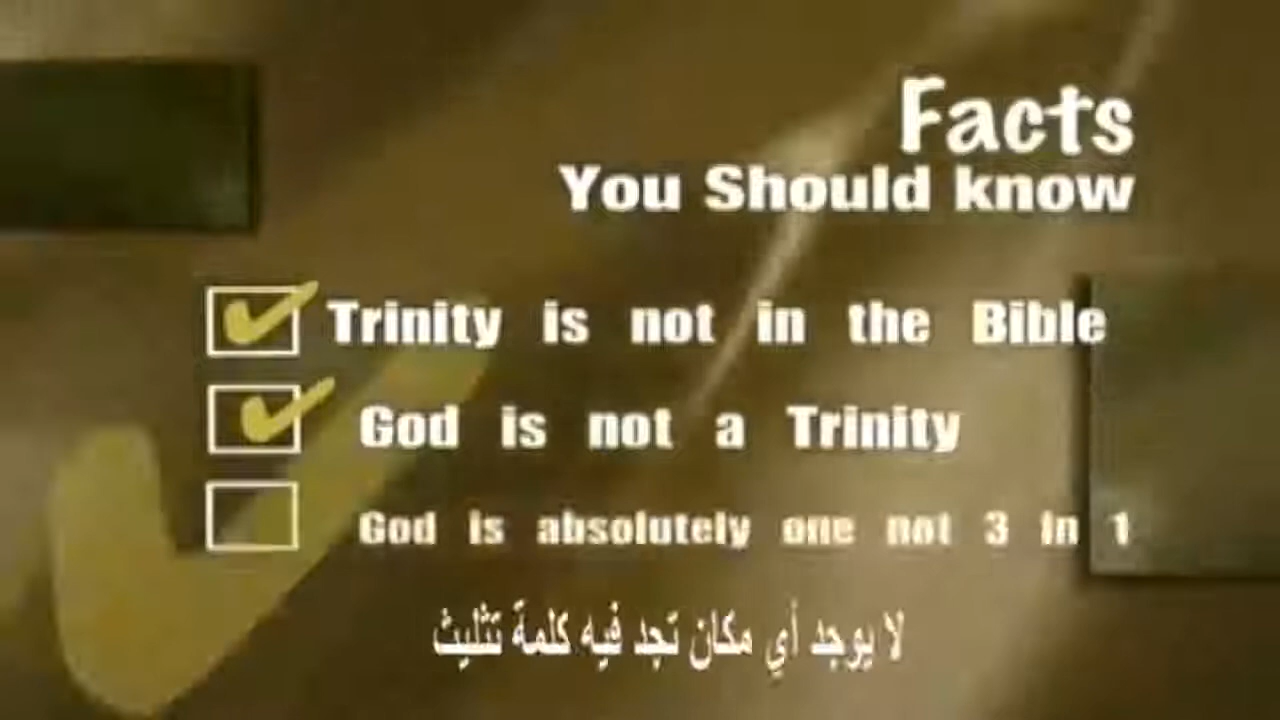 Facts
You Should know
Trinity is not in the Bible
God is not a Trinity
God is absolutely one not 3 in 1
لا يوجد أي مكان تجد فيه كلمة تثليث